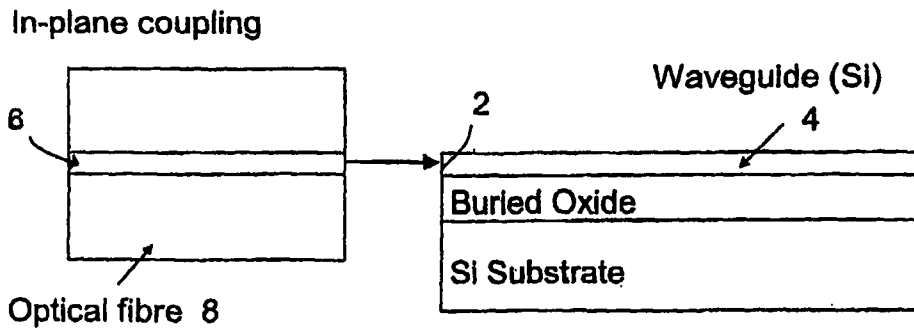 In-plane coupling
Waveguide (Si)
6
2
4
Buried Oxide
Si Substrate
Optical fibre 8